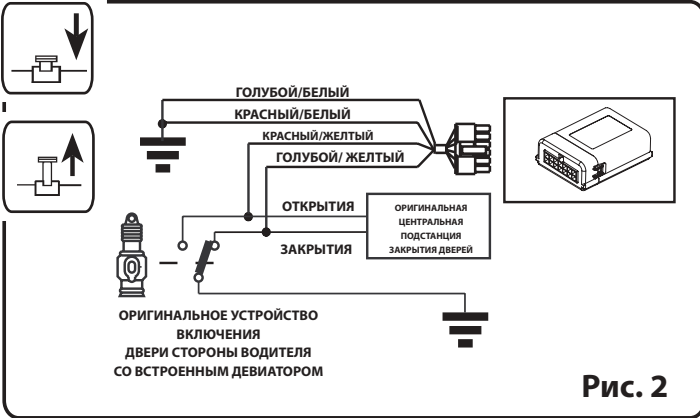 ГОЛУБОЙ/БЕЛЫЙ
КРАСНЫЙ/БЕЛЫЙ
КРАСНЫЙ/ЖЕЛТЫЙ
ГОЛУБОЙ/ ЖЕЛТЫЙ
ОТКРЫТИЯ
ЗАКРЫТИЯ
ОРИГИНАЛЬНАЯ
ЦЕНТРАЛЬНАЯ
ПОДСТАНЦИЯ
ЗАКРЫТИЯ ДВЕРЕЙ
ОРИГИНАЛЬНОЕ УСТРОЙСТВО
ВКЛЮЧЕНИЯ
ДВЕРИ СТОРОНЫ ВОДИТЕЛЯ
СО ВСТРОЕННЫМ ДЕВИАТОРОМ
Рис. 2